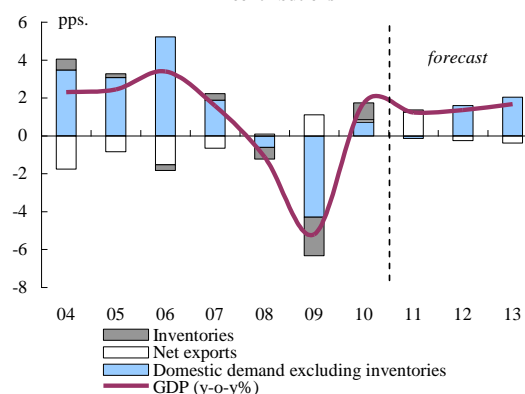 6 pps.
4
forecast
2
0
-2
-4
-6
-8
04 05 06 07 08 09 10 11 12 13
Inventories
Net exports
Domestic demand excluding inventories
GDP (y-o-y%)